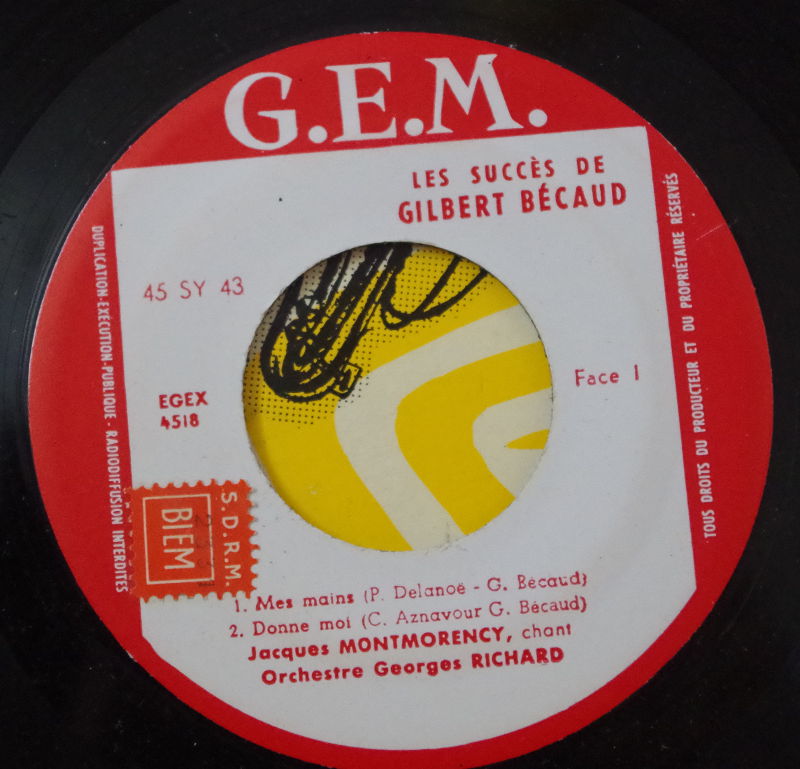 G.E.M.
LES SUCCÈS DE
GILBERT BÉCAUD
45 SY 43
EGEX
4518
Face 1
DUPLICATION-EXÉCUTION-PUBLIQUE - RADIODIFFUSION INTERDITES
TOUS DROITS DU PRODUCTEUR ET DU PROPRIÉTAIRE RÉSERVÉS
S.D.R.M.
BIEM
1. Mes mains (P. Delanoë - G. Bécaud)
2. Donne moi (C. Aznavour G. Bécaud)
Jacques MONTMORENCY, chant
Orchestre Georges RICHARD